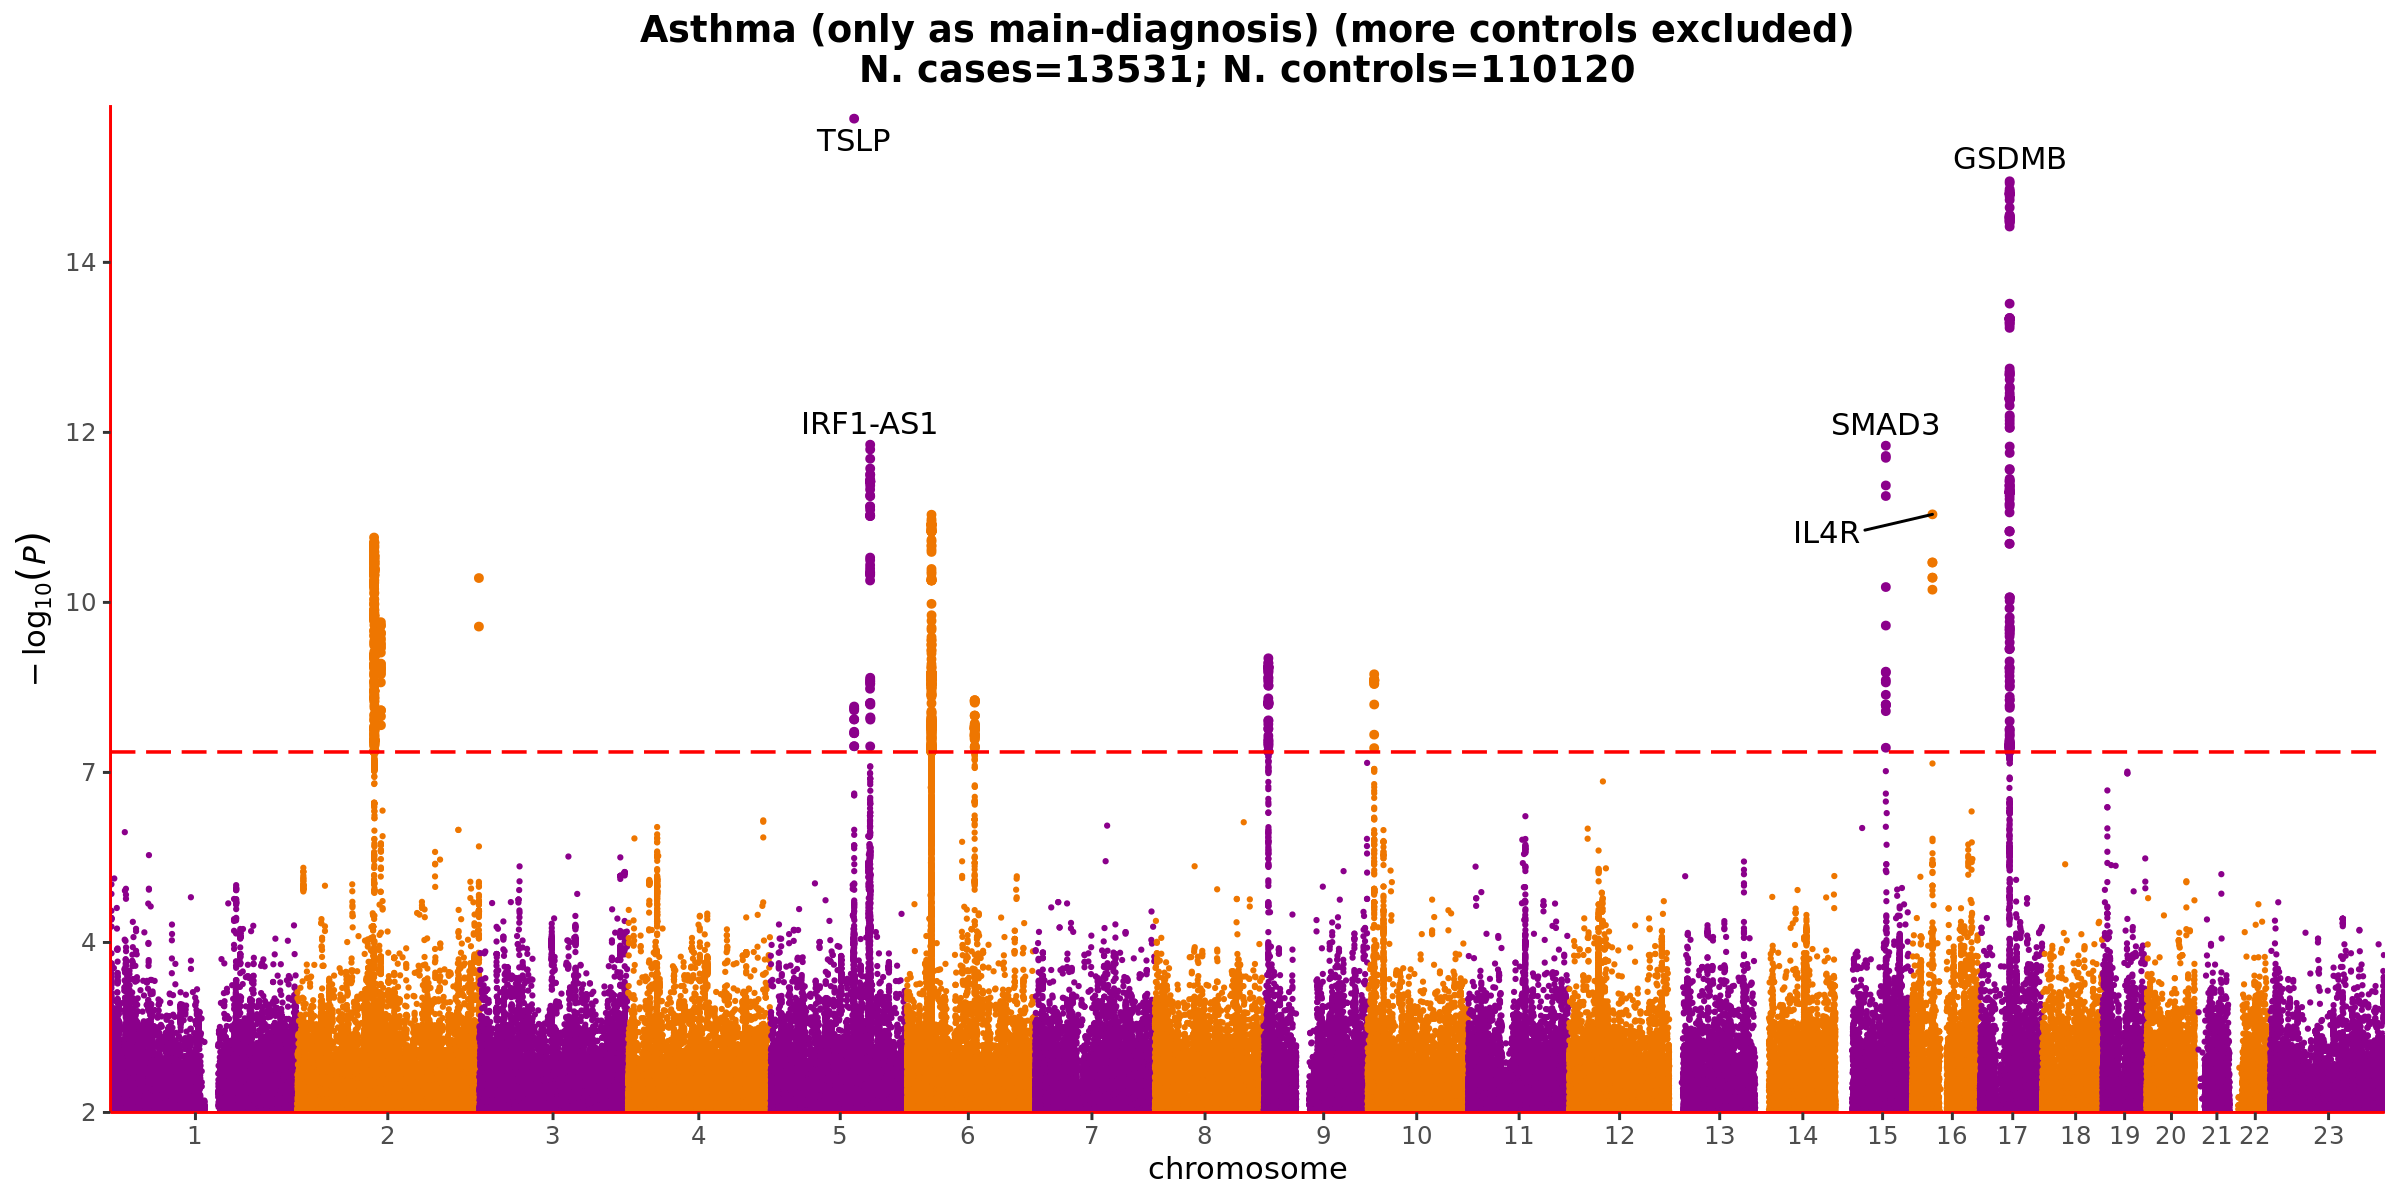 Asthma (only as main-diagnosis) (more controls excluded)
N. cases=13531; N. controls=110120
TSLP
GSDMB
14
12
IRF1-AS1
SMAD3
IL4R
− log10(P)
10
7
4
2
1 2 3 4 5 6 7 8 9 10 11 12 13 14 15 16 17 18 19 20 21 22 23
chromosome